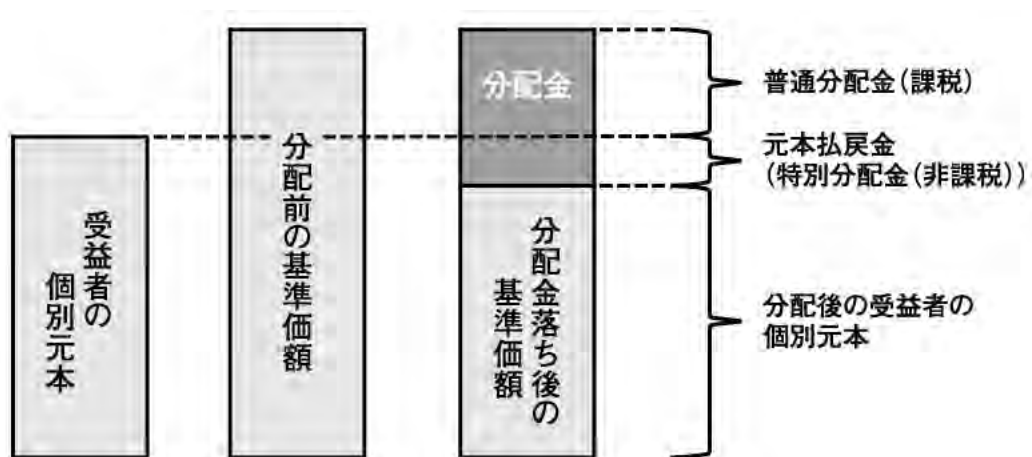 受益者の
個別元本
分配前の基準価額
分配金
分配金落ち後の
基準価額
普通分配金(課税)
元本払戻金
(特別分配金(非課税))
分配後の受益者の
個別元本